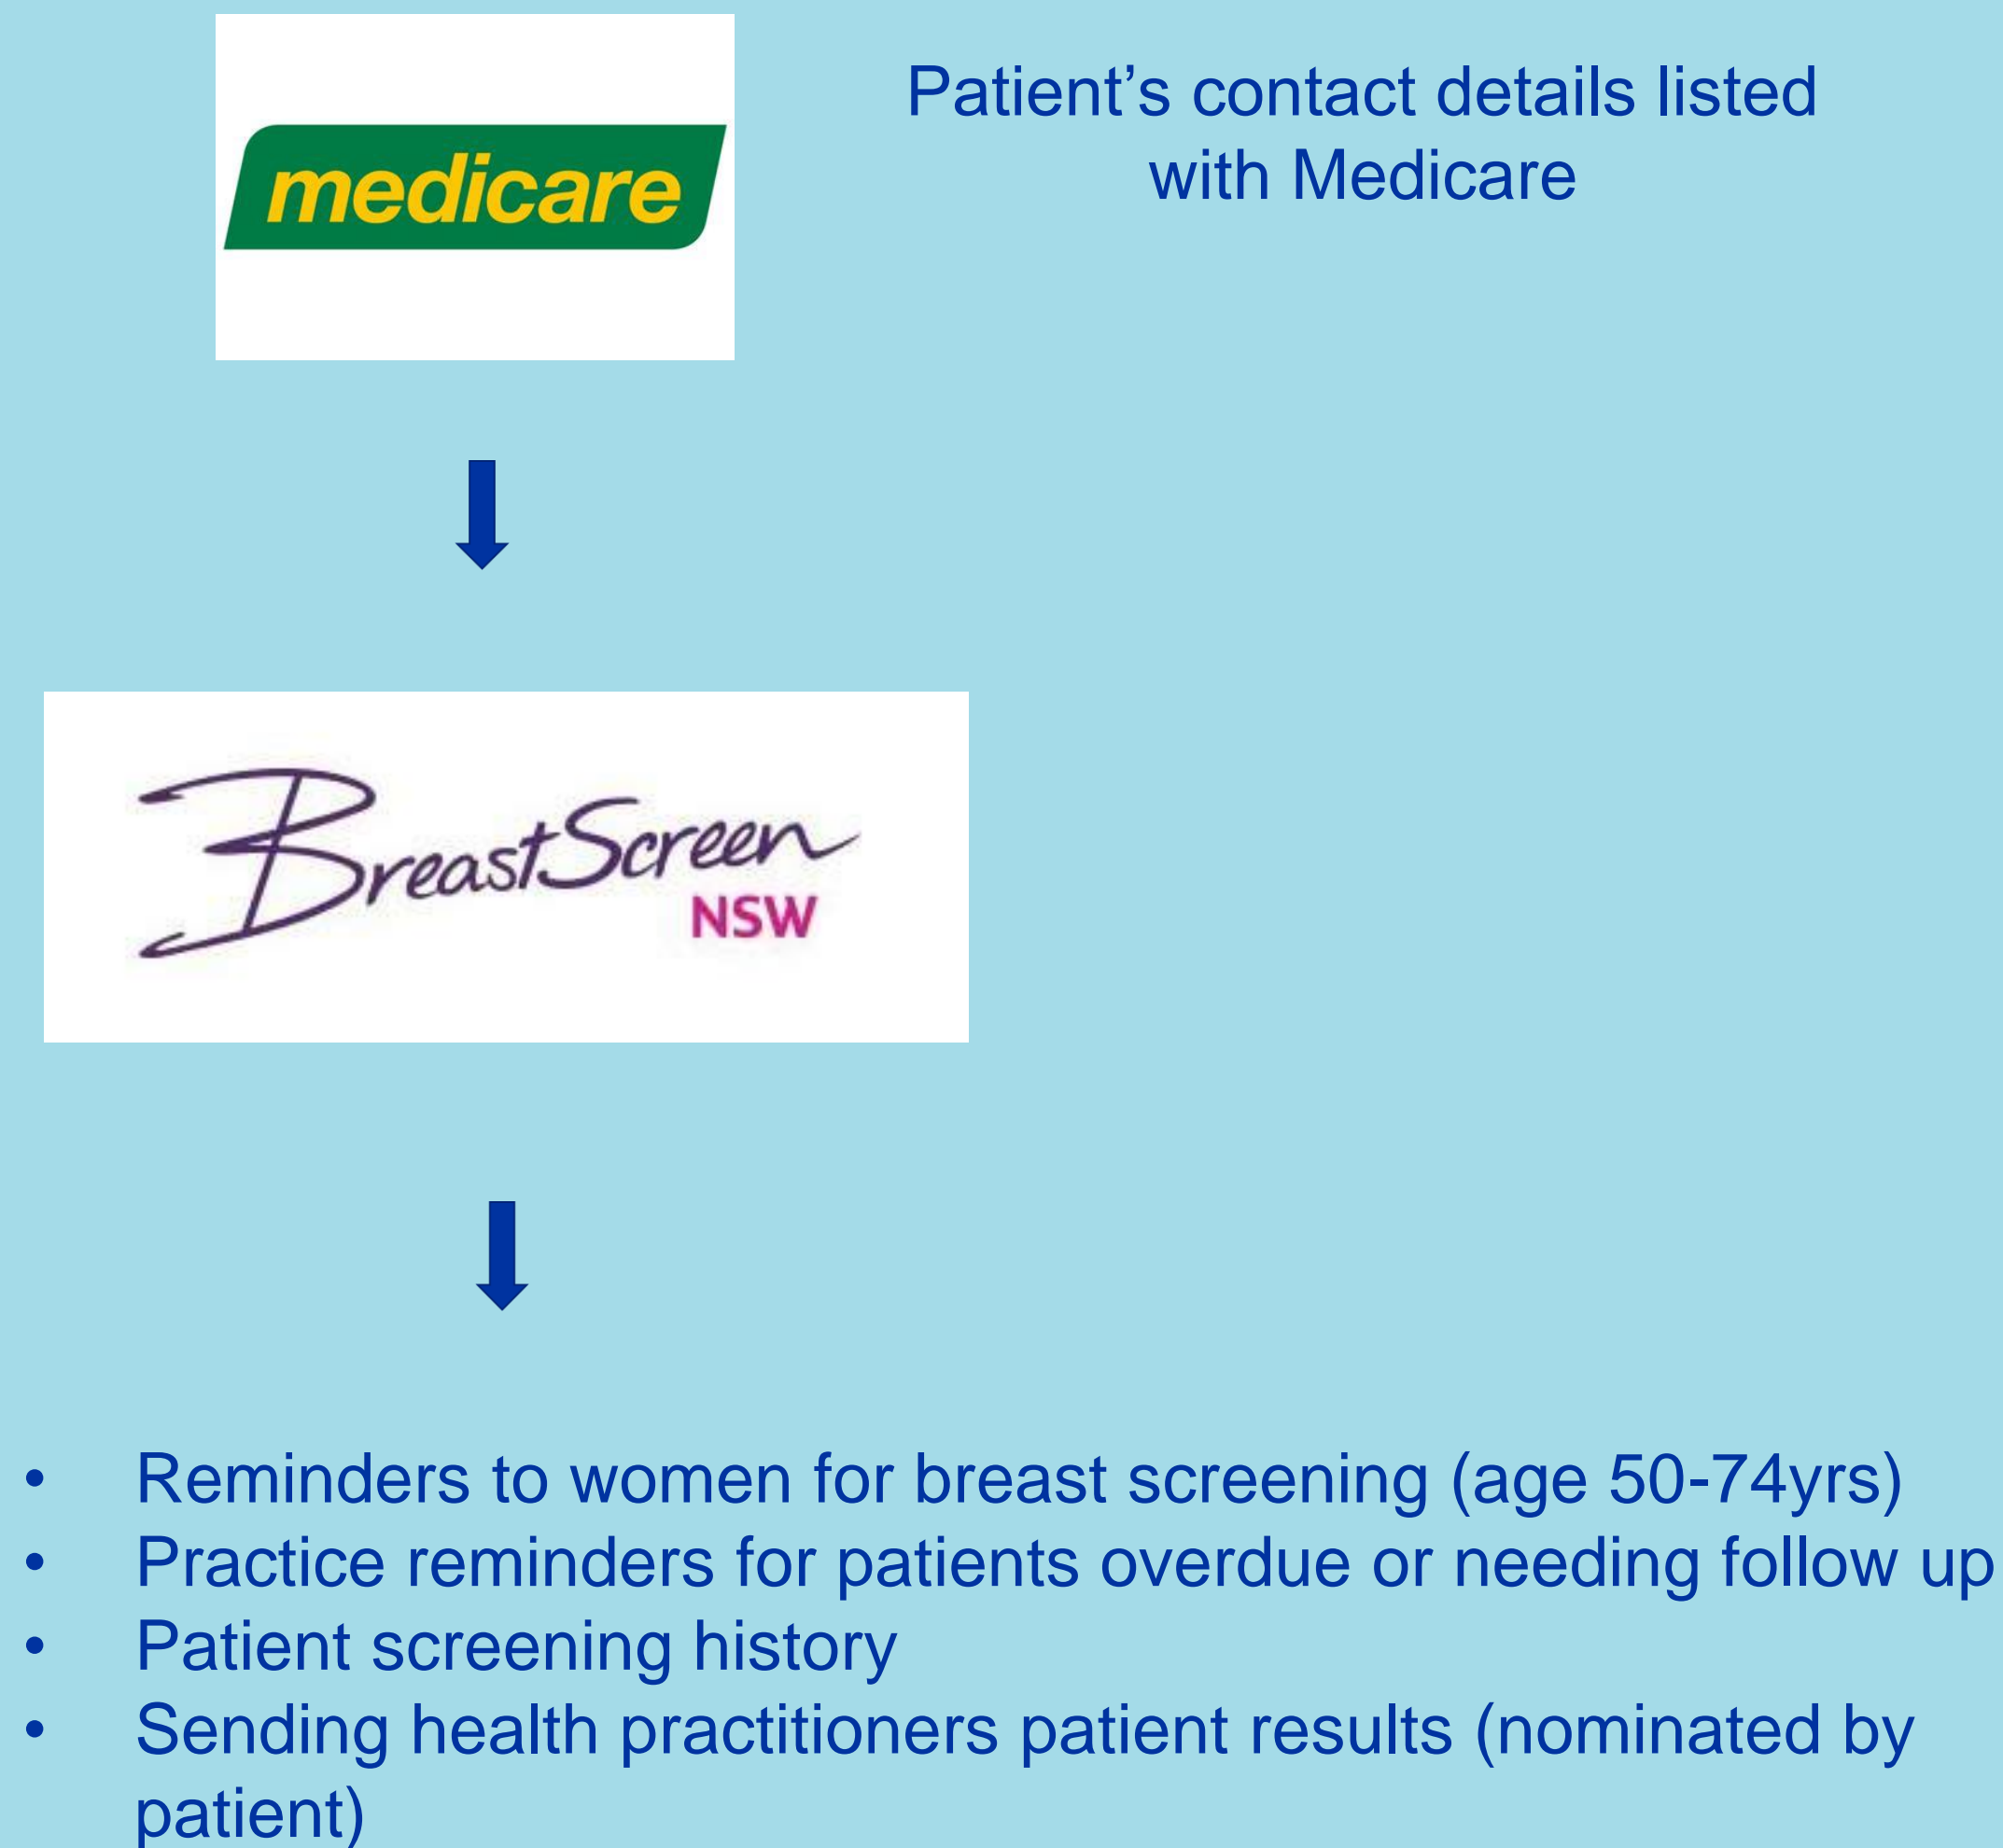 medicare
Patient’s contact details listed
with Medicare
BreastScreen
NSW
• Reminders to women for breast screening (age 50-74yrs)
• Practice reminders for patients overdue or needing follow up
• Patient screening history
• Sending health practitioners patient results (nominated by
patient)